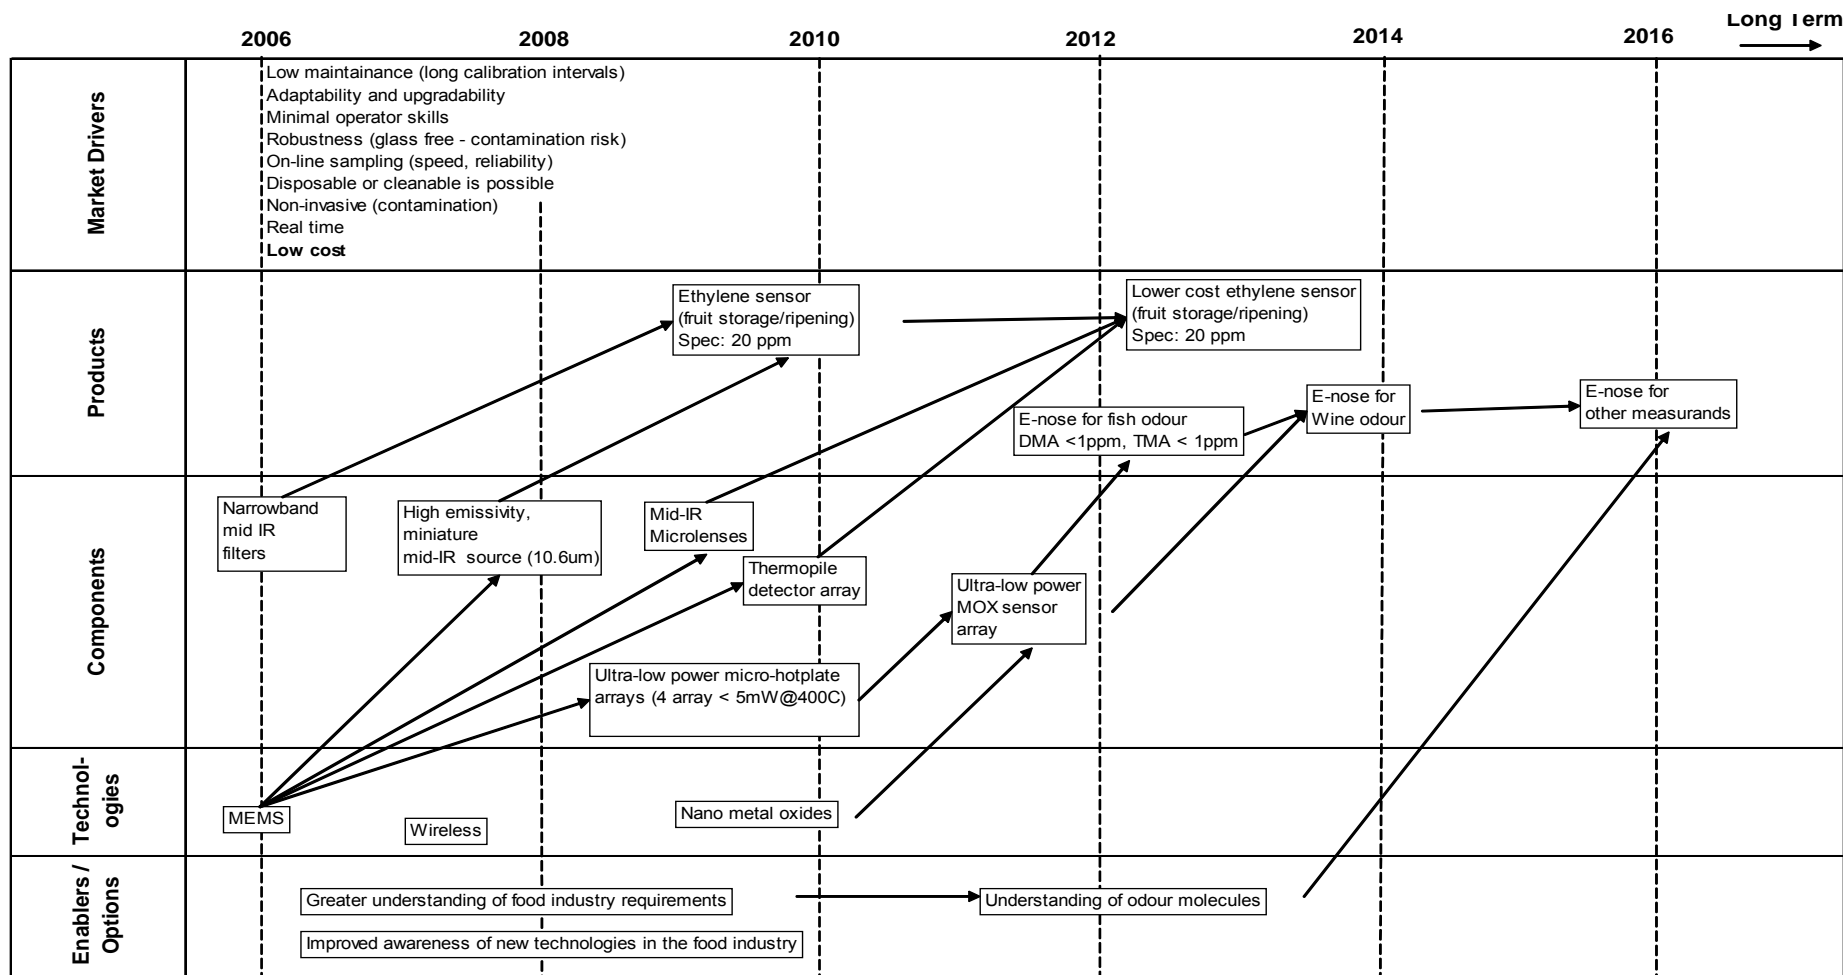 Long Term
2006
2008
2010
2012
2014
2016
Market Drivers
Low maintainance (long calibration intervals)
Adaptability and upgradability
Minimal operator skills
Robustness (glass free - contamination risk)
On-line sampling (speed, reliability)
Disposable or cleanable is possible
Non-invasive (contamination)
Real time
Low cost
Products
Ethylene sensor
(fruit storage/ripening)
Spec: 20 ppm
Lower cost ethylene sensor
(fruit storage/ripening)
Spec: 20 ppm
E-nose for fish odour
DMA <1ppm, TMA < 1ppm
E-nose for
Wine odour
E-nose for
other measurands
Components
Narrowband
mid IR
filters
High emissivity,
miniature
mid-IR source (10.6um)
Mid-IR
Microlenses
Thermopile
detector array
Ultra-low power
MOX sensor
array
Ultra-low power micro-hotplate
arrays (4 array < 5mW@400C)
Technol-
ogies
MEMS
Wireless
Nano metal oxides
Enablers /
Options
Greater understanding of food industry requirements
Understanding of odour molecules
Improved awareness of new technologies in the food industry